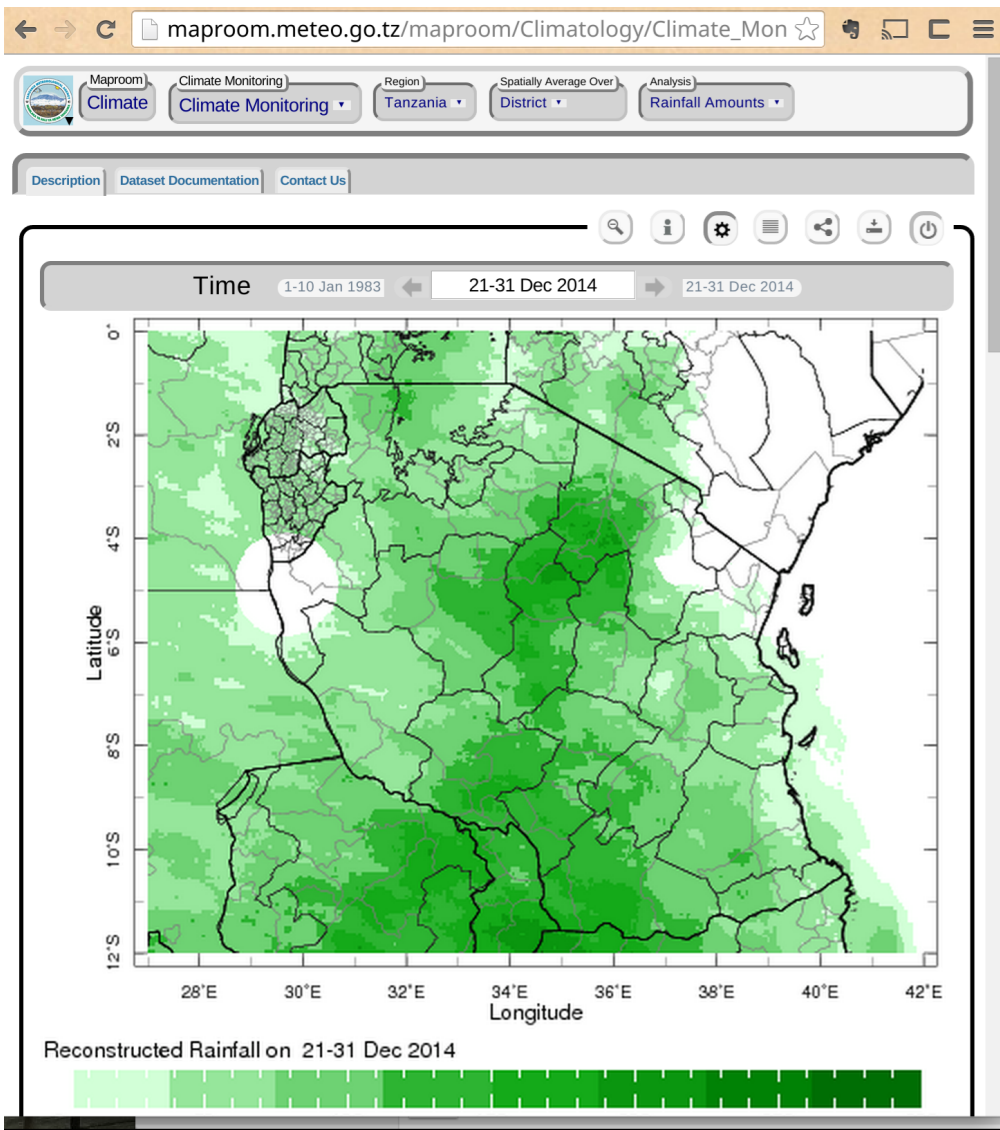 maproom.meteo.go.tz/maproom/Climatology/Climate_Mon
Maproom
Climate
Climate Monitoring
Climate Monitoring
Region
Tanzania
Spatially Average Over
District
Analysis
Rainfall Amounts
Description
Dataset Documentation
Contact Us
Time
1-10 Jan 1983
21-31 Dec 2014
21-31 Dec 2014
0°
2°S
4°S
6°S
8°S
10°S
12°S
Latitude
28°E
30°E
32°E
34°E
36°E
38°E
40°E
42°E
Longitude
Reconstructed Rainfall on 21-31 Dec 2014